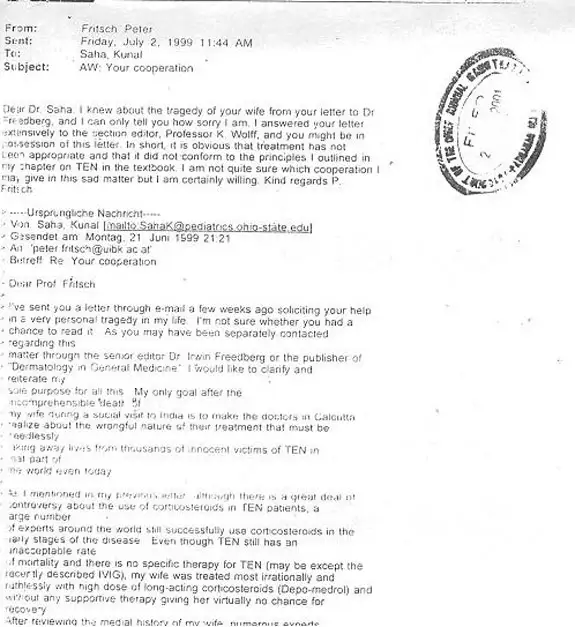 From: Fritsch Peter
Sent: Friday, July 2, 1999 11:44 AM
To: Saha, Kunal
Subject: AW: Your cooperation
Dear Dr. Saha, I knew about the tragedy of your wife from your letter to Dr
Freedberg, and I can only tell you how sorry I am. I answered your letter
extensively to the section editor, Professor K. Wolff, and you might be in
possession of this letter. In short, it is obvious that treatment has not
been appropriate and that it did not conform to the principles I outlined in
my chapter on TEN in the textbook. I am not quite sure which cooperation I
may give in this sad matter but I am certainly willing. Kind regards P.
Fritsch
> -----Ursprungliche Nachricht-----
> Von: Saha, Kunal [mailto:SahaK@pediatrics.ohio-state.edu]
> Gesendet am: Montag, 21. Juni 1999 21:21
> An: 'peter.fritsch@uibk.ac.at'
> Betreff: Re: Your cooperation
> Dear Prof. Fritsch
>
> I've sent you a letter through e-mail a few weeks ago soliciting your help
> in a very personal tragedy in my life. I'm not sure whether you had a
> chance to read it. As you may have been separately contacted
> regarding this
> matter through the senior editor Dr. Irwin Freedberg or the publisher of
> "Dermatology in General Medicine" I would like to clarify and
> reiterate my
> sole purpose for all this. My only goal after the
> incomprehensible death of
> my wife during a social visit to India is to make the doctors in Calcutta
> realize about the wrongful nature of their treatment that must be
> needlessly
> taking away lives from thousands of innocent victims of TEN in
> that part of
> the world even today
> As I mentioned in my previous letter, although there is a great deal of
> controversy about the use of corticosteroids in TEN patients, a
> large number
> of experts around the world still successfully use corticosteroids in the
> early stages of the disease. Even though TEN still has an
> unacceptable rate
> of mortality and there is no specific therapy for TEN (may be except the
> recently described IVIG), my wife was treated most irrationally and
> ruthlessly with high dose of long-acting corticosteroids (Depo-medrol) and
> without any supportive therapy giving her virtually no chance for
> recovery
> After reviewing the medial history of my wife, numerous experts